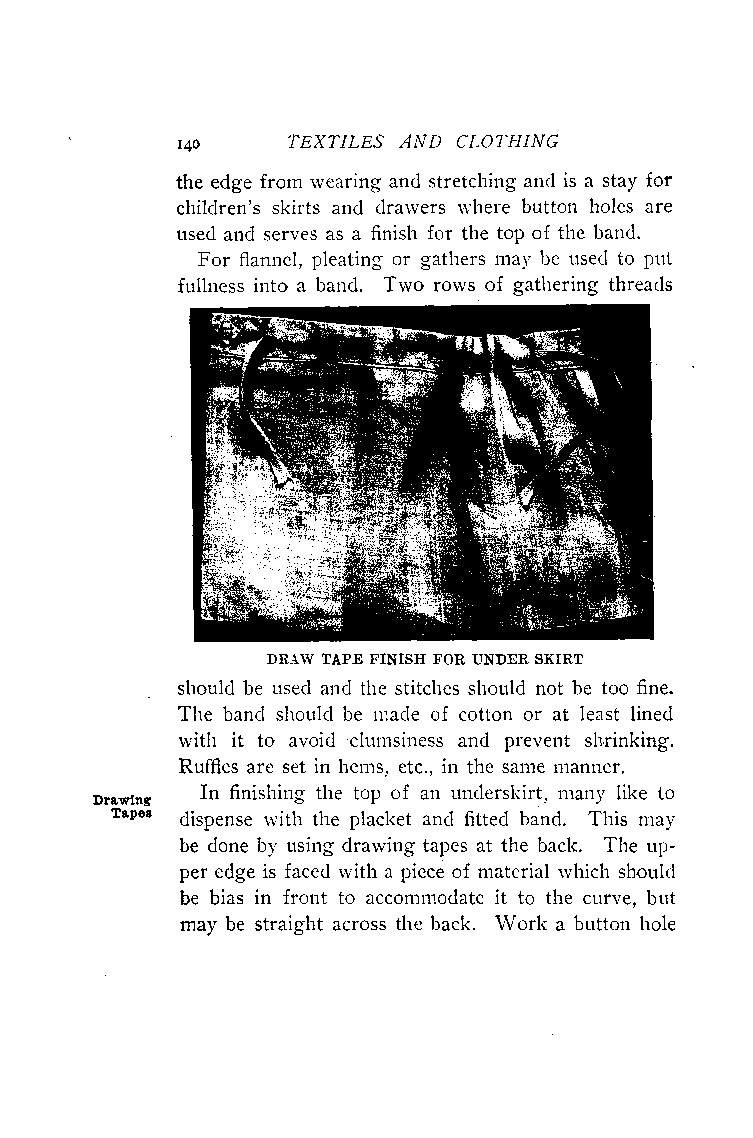 140 TEXTILES AND CLOTHING
the edge from wearing and stretching and is a stay for
children's skirts and drawers where button holes are
used and serves as a finish for the top of the band.
For flannel, pleating or gathers may be used to put
fullness into a band. Two rows of gathering threads
DRAW TAPE FINISH FOR UNDER SKIRT
should be used and the stitches should not be too fine.
The band should be made of cotton or at least lined
with it to avoid clumsiness and prevent shrinking.
Ruffles are set in hems, etc., in the same manner.
Drawing
Tapes
In finishing the top of an underskirt, many like to
dispense with the placket and fitted band. This may
be done by using drawing tapes at the back. The up-
per edge is faced with a piece of material which should
be bias in front to accommodate it to the curve, but
may be straight across the back. Work a button hole